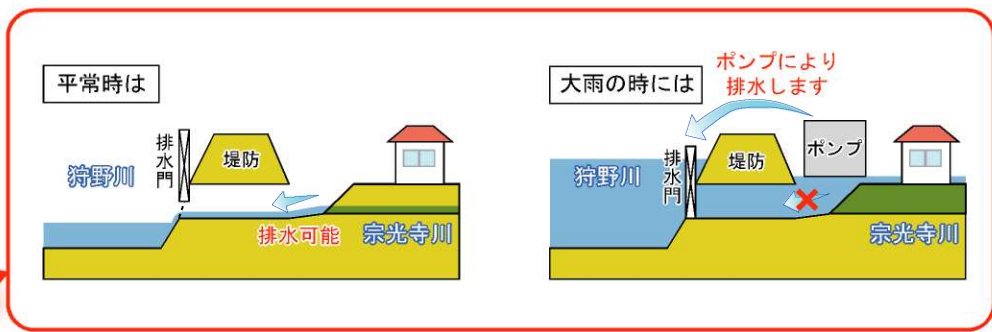 平常時は
排水門
堤防
狩野川
排水可能
宗光寺川
大雨の時には
ポンプにより
排水します
狩野川
排水門
堤防
ポンプ
宗光寺川